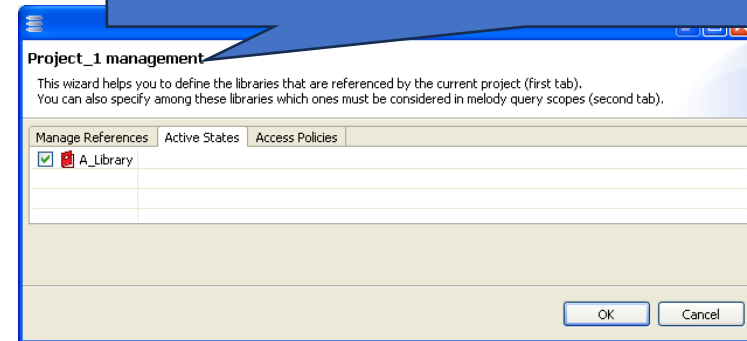 Project_1 management
This wizard helps you to define the libraries that are referenced by the current project (first tab).
You can also specify among these libraries which ones must be considered in melody query scopes (second tab).
Manage References Active States Access Policies
A_Library
OK Cancel